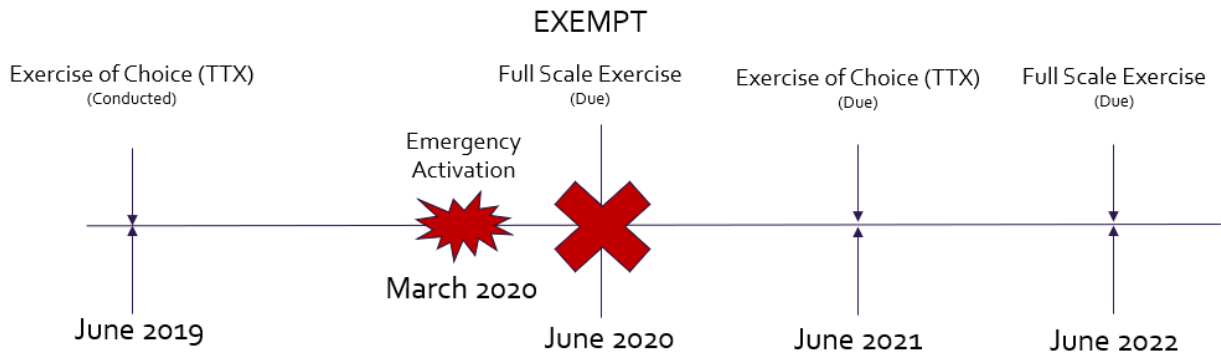 EXEMPT
Exercise of Choice (TTX)
(Conducted)
Full Scale Exercise
(Due)
Exercise of Choice (TTX)
(Due)
Full Scale Exercise
(Due)
Emergency
Activation
March 2020
June 2019
June 2020
June 2021
June 2022